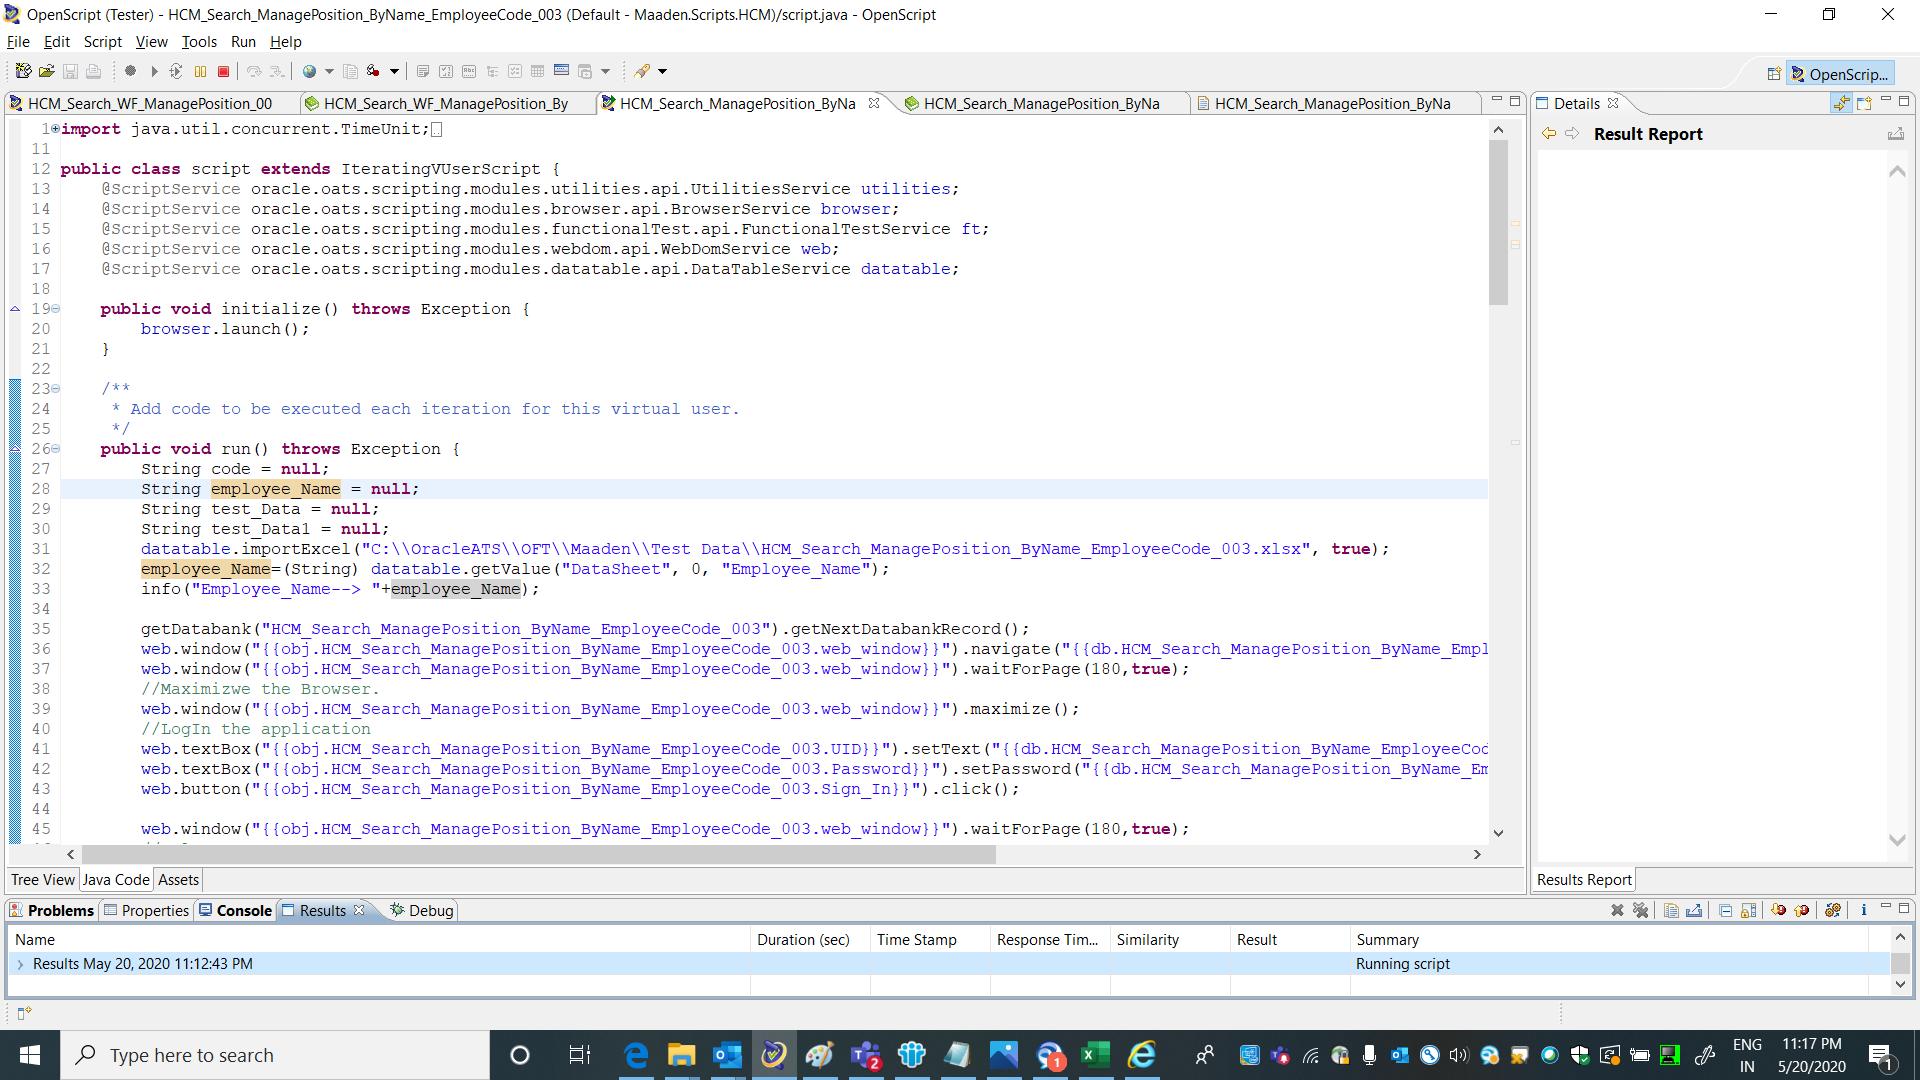 OpenScript (Tester) - HCM_Search_ManagePosition_ByName_EmployeeCode_003 (Default - Maaden.Scripts.HCM)/script.java - OpenScript
File Edit Script View Tools Run Help
OpenScrip...
HCM_Search_WF_ManagePosition_00 HCM_Search_WF_ManagePosition_By HCM_Search_ManagePosition_ByNa HCM_Search_ManagePosition_ByNa HCM_Search_ManagePosition_ByNa
Details
Result Report
1 import java.util.concurrent.TimeUnit;
11
12 public class script extends IteratingVUserScript {
13 @ScriptService oracle.oats.scripting.modules.utilities.api.UtilitiesService utilities;
14 @ScriptService oracle.oats.scripting.modules.browser.api.BrowserService browser;
15 @ScriptService oracle.oats.scripting.modules.functionalTest.api.FunctionalTestService ft;
16 @ScriptService oracle.oats.scripting.modules.webdom.api.WebDomService web;
17 @ScriptService oracle.oats.scripting.modules.datatable.api.DataTableService datatable;
18
19 public void initialize() throws Exception {
20 browser.launch();
21 }
22
23 /**
24 * Add code to be executed each iteration for this virtual user.
25 */
26 public void run() throws Exception {
27 String code = null;
28 String employee_Name = null;
29 String test_Data = null;
30 String test_Data1 = null;
31 datatable.importExcel("C:\\OracleATS\\OFT\\Maaden\\Test Data\\HCM_Search_ManagePosition_ByName_EmployeeCode_003.xlsx", true);
32 employee_Name=(String) datatable.getValue("DataSheet", 0, "Employee_Name");
33 info("Employee_Name--> "+employee_Name);
34
35 getDatabank("HCM_Search_ManagePosition_ByName_EmployeeCode_003").getNextDatabankRecord();
36 web.window("{{obj.HCM_Search_ManagePosition_ByName_EmployeeCode_003.web_window}}").navigate("{{db.HCM_Search_ManagePosition_ByName_Empl
37 web.window("{{obj.HCM_Search_ManagePosition_ByName_EmployeeCode_003.web_window}}").waitForPage(180,true);
38 //Maximizwe the Browser.
39 web.window("{{obj.HCM_Search_ManagePosition_ByName_EmployeeCode_003.web_window}}").maximize();
40 //LogIn the application
41 web.textBox("{{obj.HCM_Search_ManagePosition_ByName_EmployeeCode_003.UID}}").setText("{{db.HCM_Search_ManagePosition_ByName_EmployeeCod
42 web.textBox("{{obj.HCM_Search_ManagePosition_ByName_EmployeeCode_003.Password}}").setPassword("{{db.HCM_Search_ManagePosition_ByName_Em
43 web.button("{{obj.HCM_Search_ManagePosition_ByName_EmployeeCode_003.Sign_In}}").click();
44
45 web.window("{{obj.HCM_Search_ManagePosition_ByName_EmployeeCode_003.web_window}}").waitForPage(180,true);
Tree View Java Code Assets
Results Report
Problems Properties Console Results Debug
Name Duration (sec) Time Stamp Response Tim... Similarity Result Summary
Results May 20, 2020 11:12:43 PM Running script
Type here to search
2
1
ENG
IN
11:17 PM
5/20/2020
1